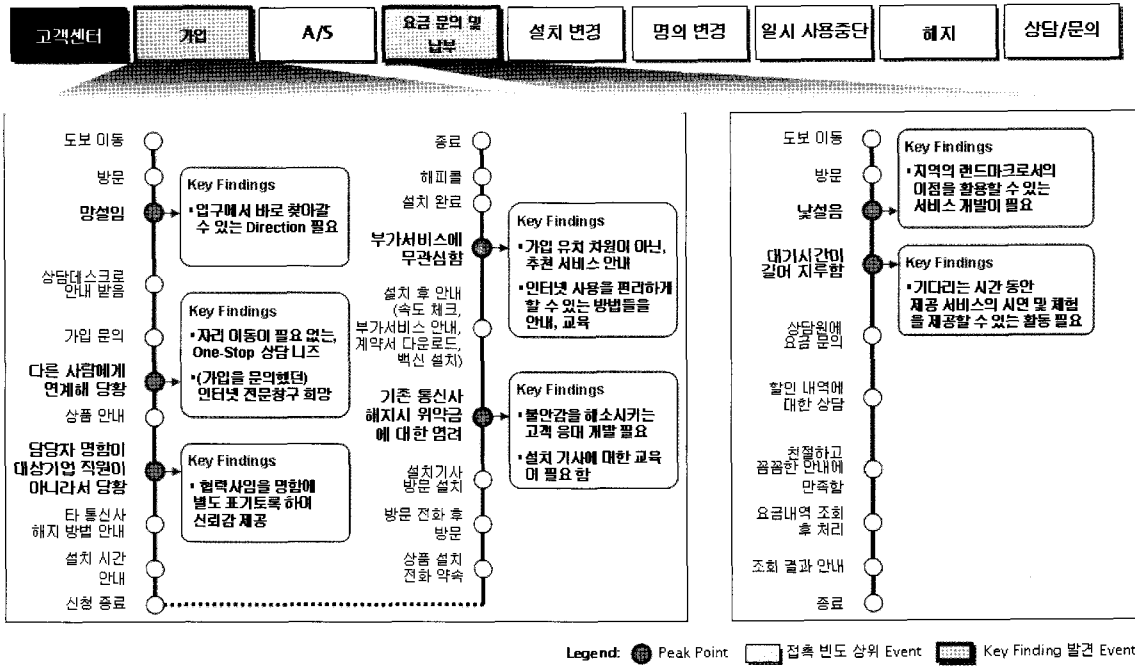 고객센터
가입
A/S
요금 문의 및
납부
설치 변경
명의 변경
일시 사용중단
해지
상담/문의
도보 이동
방문
망설임
Key Findings
▪입구에서 바로 찾아갈
수 있는 Direction 필요
상담데스크로
안내 받음
가입 문의
다른 사람에게
연계해 당황
Key Findings
▪자리 이동이 필요 없는,
One-Stop 상담 니즈
▪(가입을 문의했던)
인터넷 전문창구 희망
상품 안내
담당자 명함이
대상기업 직원이
아니라서 당황
Key Findings
▪ 협력사임을 명함에
별도 표기토록 하여
신뢰감 제공
타 통신사
해지 방법 안내
설치 시간
안내
신청 종료
종료
해피콜
설치 완료
부가서비스에
무관심함
Key Findings
▪가입 유치 차원이 아닌,
추천 서비스 안내
▪인터넷 사용을 편리하게
할 수 있는 방법들을
안내, 교육
설치 후 안내
(속도 체크,
부가서비스 안내,
계약서 다운로드,
백신 설치)
기존 통신사
해지시 위약금
에 대한 염려
Key Findings
▪불안감을 해소시키는
고객 응대 개발 필요
▪설치 기사에 대한 교육
이 필요 함
설치기사
방문 설치
방문 전화 후
방문
상품 설치
전화 약속
도보 이동
방문
낯설음
Key Findings
▪지역의 랜드마크로서의
이점을 활용할 수 있는
서비스 개발이 필요
대기시간이
길어 지루함
Key Findings
▪기다리는 시간 동안
제공 서비스의 시연 및 체험
을 제공할 수 있는 활동 필요
상담원에
요금 문의
할인 내역에
대한 상담
친절하고
꼼꼼한 안내에
만족함
요금내역 조회
후 처리
조회 결과 안내
종료
Legend: Peak Point 접촉 빈도 상위 Event Key Finding 발견 Event